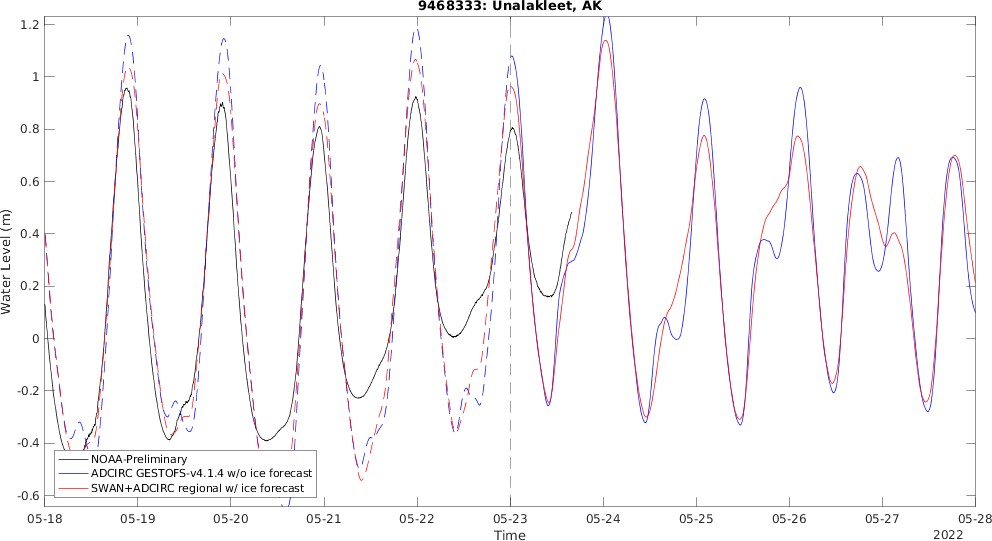 9468333: Unalakleet, AK
Water Level (m)
1.2
1
0.8
0.6
0.4
0.2
0
-0.2
-0.4
-0.6
NOAA-Preliminary
ADCIRC GESTOFS-v4.1.4 w/o ice forecast
SWAN+ADCIRC regional w/ ice forecast
05-18 05-19 05-20 05-21 05-22 05-23 05-24 05-25 05-26 05-27 05-28
Time
2022